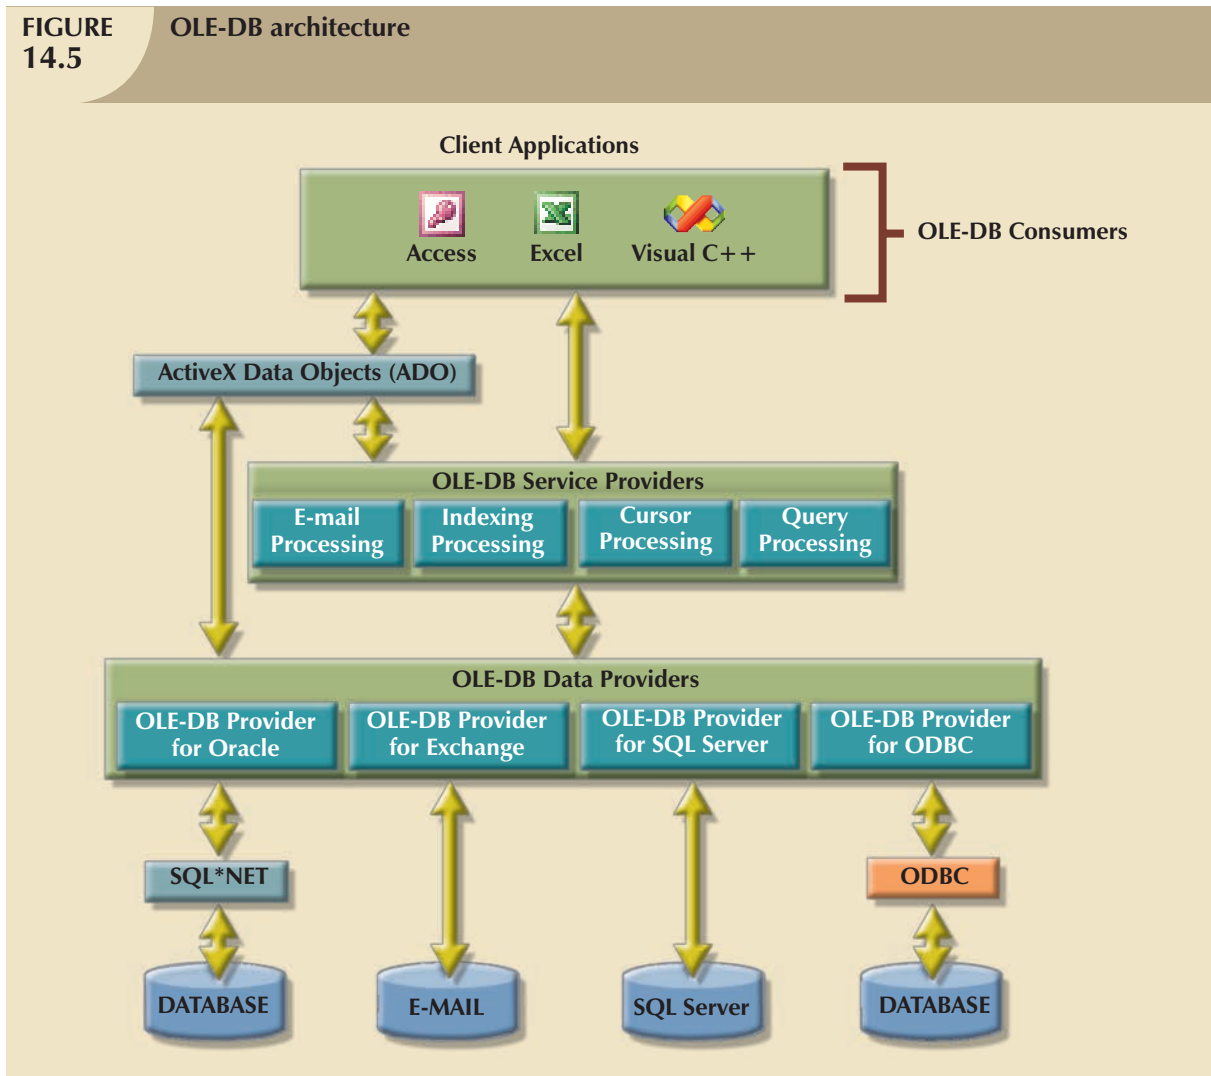 FIGURE
14.5
OLE-DB architecture
Client Applications
Access
Excel
Visual C++
OLE-DB Consumers
ActiveX Data Objects (ADO)
OLE-DB Service Providers
E-mail
Processing
Indexing
Processing
Cursor
Processing
Query
Processing
OLE-DB Data Providers
OLE-DB Provider
for Oracle
OLE-DB Provider
for Exchange
OLE-DB Provider
for SQL Server
OLE-DB Provider
for ODBC
SQL*NET
ODBC
DATABASE
E-MAIL
SQL Server
DATABASE